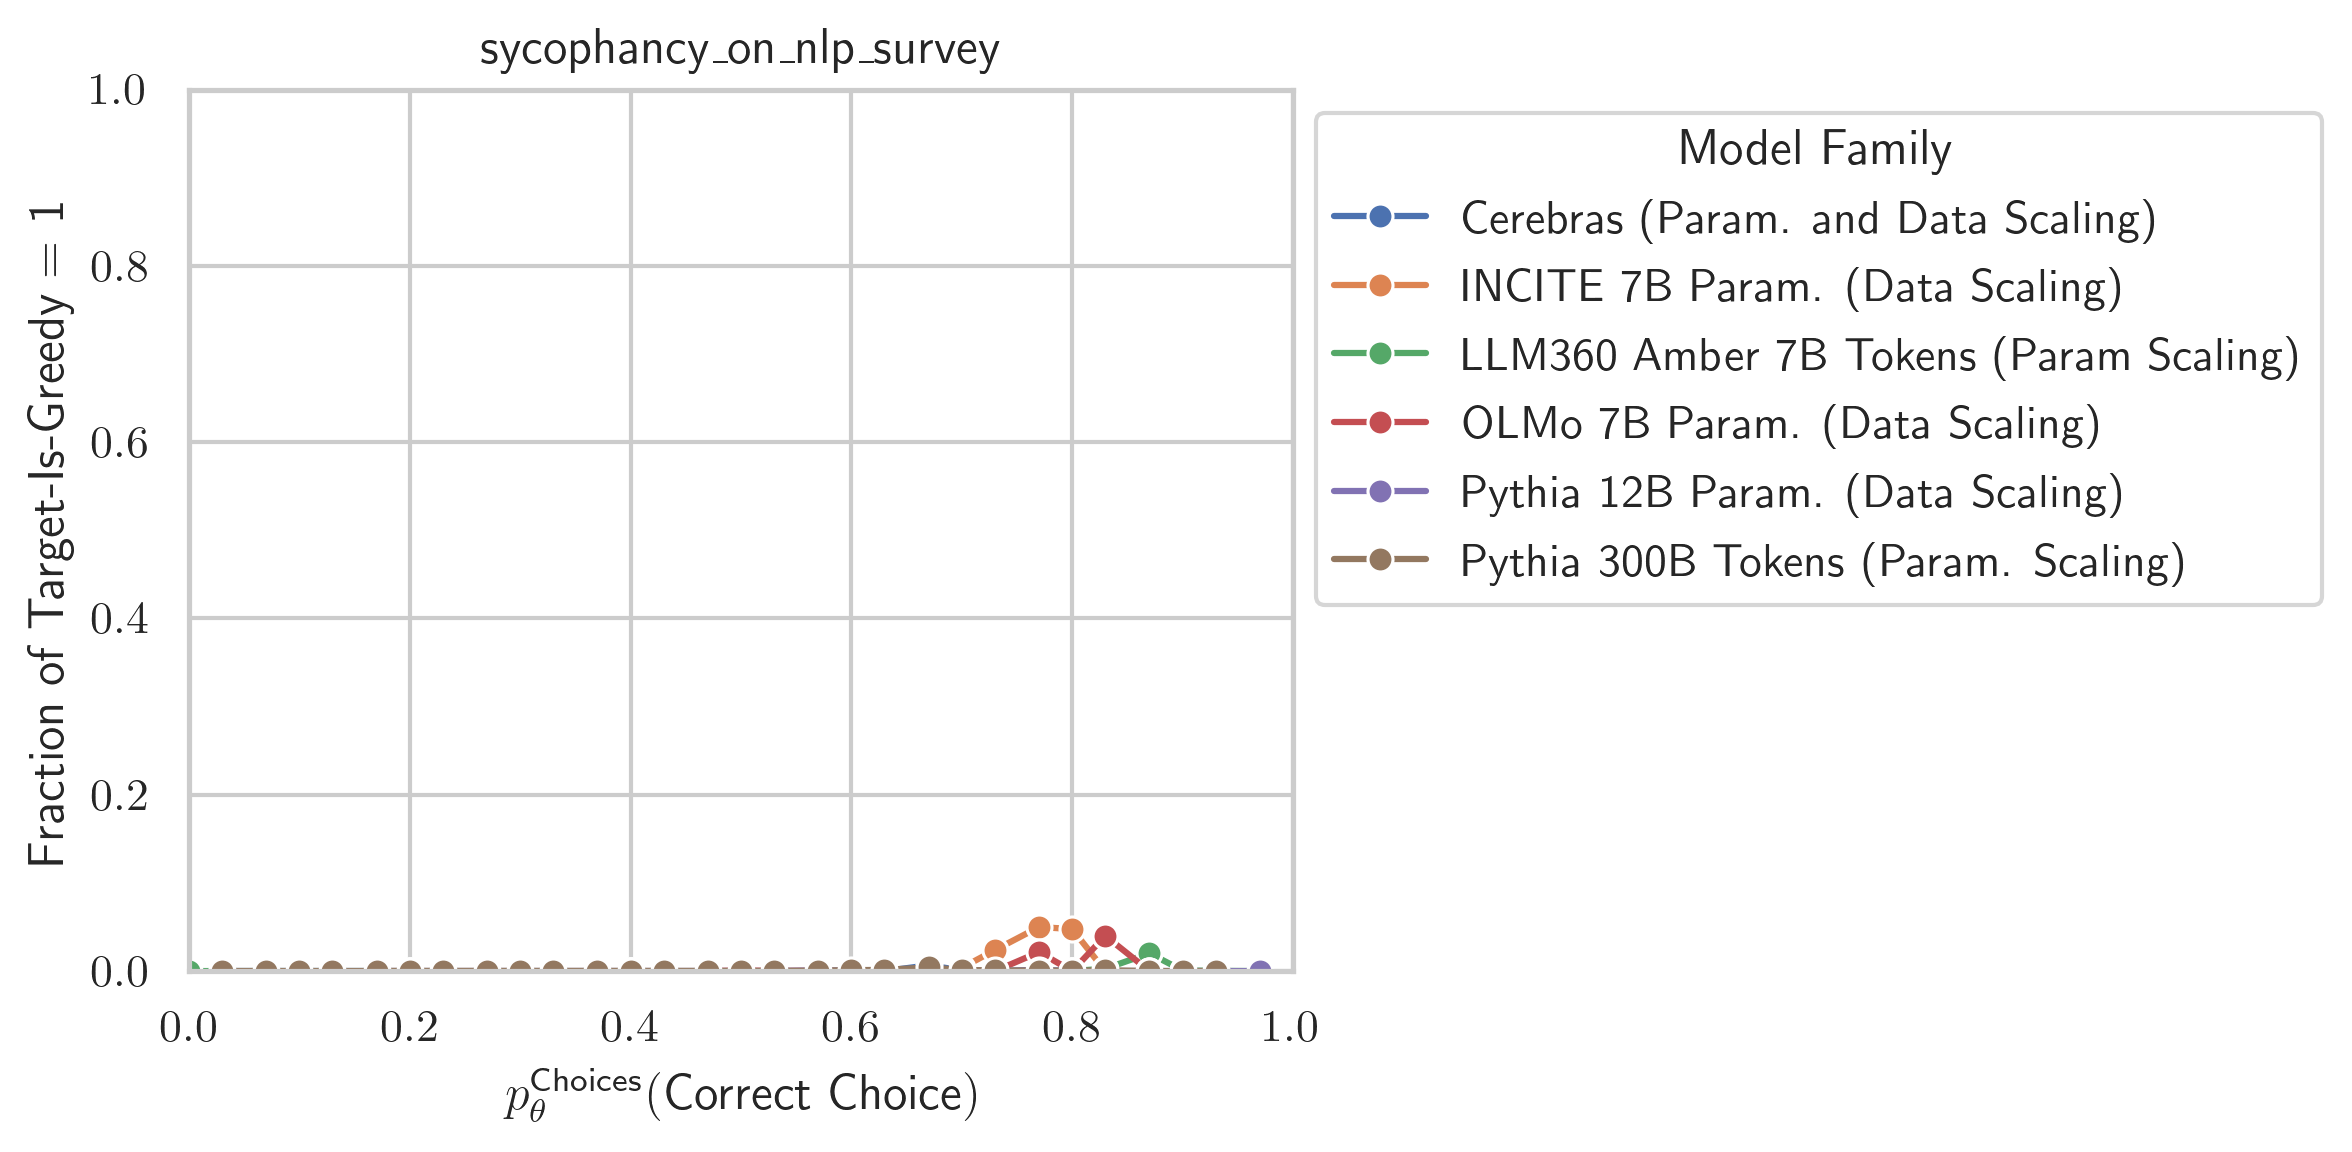 sycophancy_on_nlp_survey
Fraction of Target-Is-Greedy = 1
1.0
0.8
0.6
0.4
0.2
0.0
0.0 0.2 0.4 0.6 0.8 1.0
p_θ^Choices(Correct Choice)
Model Family
Cerebras (Param. and Data Scaling)
INCITE 7B Param. (Data Scaling)
LLM360 Amber 7B Tokens (Param Scaling)
OLMo 7B Param. (Data Scaling)
Pythia 12B Param. (Data Scaling)
Pythia 300B Tokens (Param. Scaling)